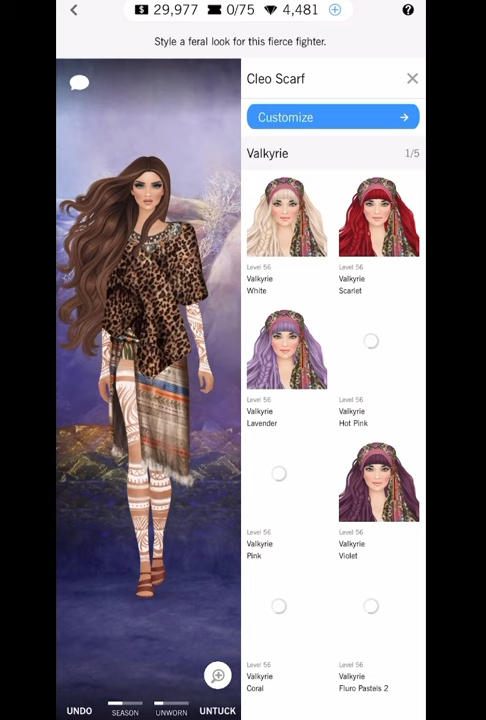 29,977 0/75 4,481
Style a feral look for this fierce fighter.
Cleo Scarf
Customize
Valkyrie 1/5
Level 56
Valkyrie
White
Level 56
Valkyrie
Scarlet
Level 56
Valkyrie
Lavender
Level 56
Valkyrie
Hot Pink
Level 56
Valkyrie
Pink
Level 56
Valkyrie
Violet
Level 56
Valkyrie
Coral
Level 56
Valkyrie
Fluro Pastels 2
UNDO
SEASON
UNWORN
UNTUCK